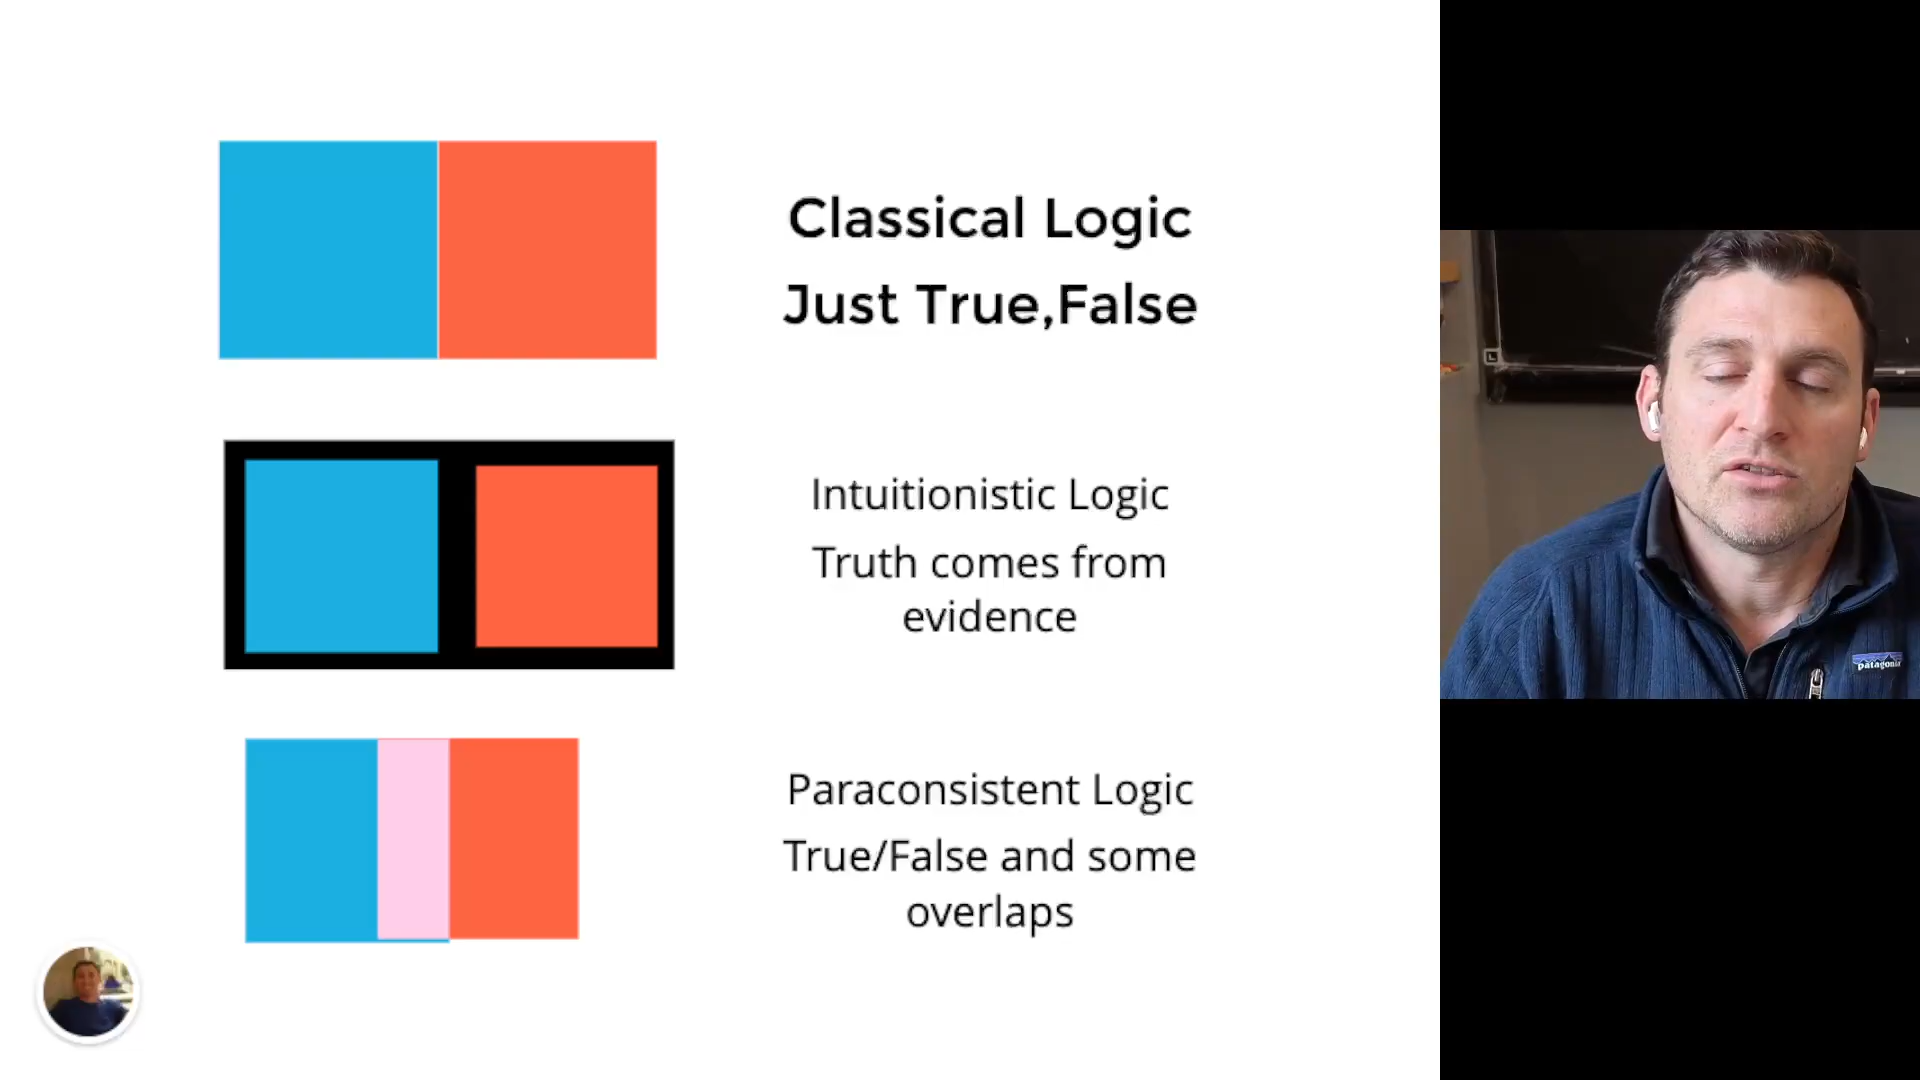 Classical Logic
Just True,False
Intuitionistic Logic
Truth comes from
evidence
Paraconsistent Logic
True/False and some
overlaps
patagonia